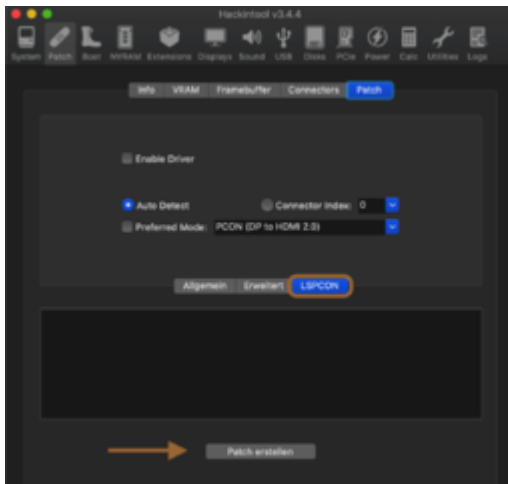 Hackintool v3.4.4
System Patch Boot NVRAM Extensions Displays Sound USB Disks PCIe Power Calc Utilities Logs
Info VRAM Framebuffer Connectors Patch
Enable Driver
Auto Detect Connector Index: 0
Preferred Mode: PCON (DP to HDMI 2.0)
Allgemein Erweitert LSPCON
Patch erstellen